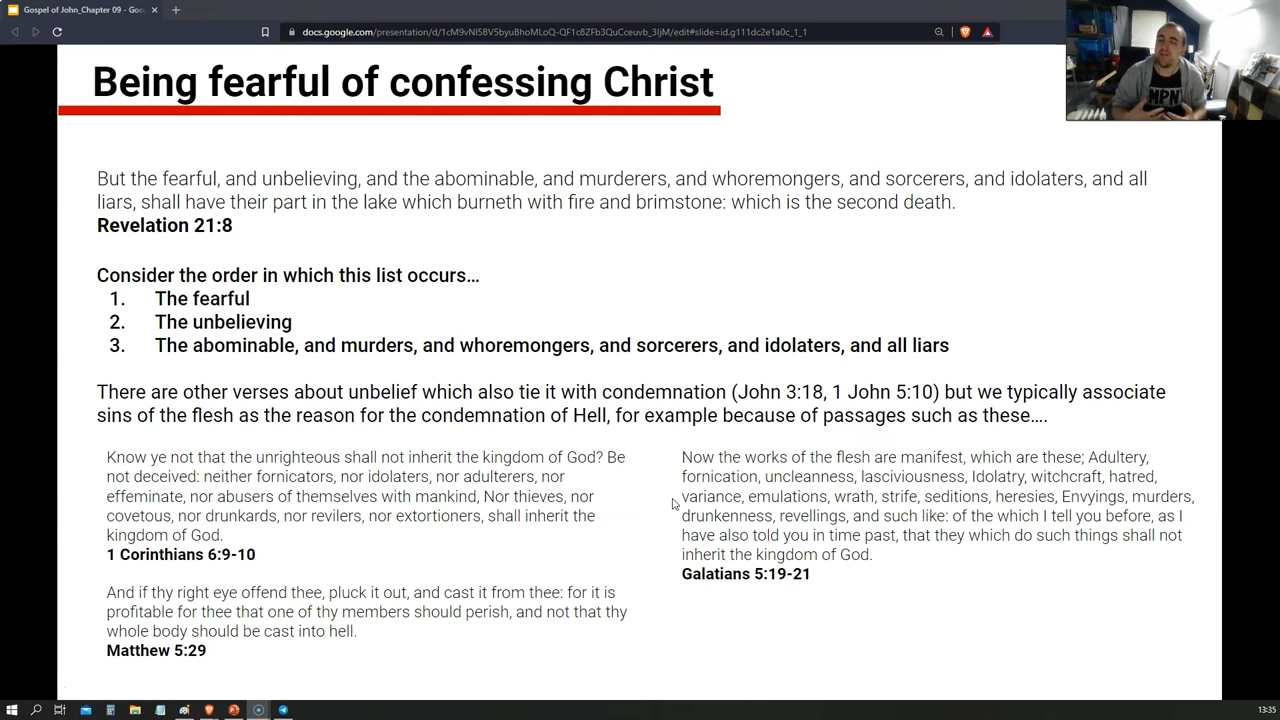 Gospel of John_Chapter 09 - Goo
docs.google.com/presentation/d/1cM9vNl5BV5byu8hoMLoQ-QF1c8ZFb3QuCceuvb_3ljM/edit#slide=id.g111dc2e1a0c_1_1
MPN
Being fearful of confessing Christ
But the fearful, and unbelieving, and the abominable, and murderers, and whoremongers, and sorcerers, and idolaters, and all
liars, shall have their part in the lake which burneth with fire and brimstone: which is the second death.
Revelation 21:8
Consider the order in which this list occurs…
1. The fearful
2. The unbelieving
3. The abominable, and murders, and whoremongers, and sorcerers, and idolaters, and all liars
There are other verses about unbelief which also tie it with condemnation (John 3:18, 1 John 5:10) but we typically associate
sins of the flesh as the reason for the condemnation of Hell, for example because of passages such as these….
Know ye not that the unrighteous shall not inherit the kingdom of God? Be
not deceived: neither fornicators, nor idolaters, nor adulterers, nor
effeminate, nor abusers of themselves with mankind, Nor thieves, nor
covetous, nor drunkards, nor revilers, nor extortioners, shall inherit the
kingdom of God.
1 Corinthians 6:9-10
And if thy right eye offend thee, pluck it out, and cast it from thee: for it is
profitable for thee that one of thy members should perish, and not that thy
whole body should be cast into hell.
Matthew 5:29
Now the works of the flesh are manifest, which are these; Adultery,
fornication, uncleanness, lasciviousness, Idolatry, witchcraft, hatred,
variance, emulations, wrath, strife, seditions, heresies, Envyings, murders,
drunkenness, revellings, and such like: of the which I tell you before, as I
have also told you in time past, that they which do such things shall not
inherit the kingdom of God.
Galatians 5:19-21
13:35